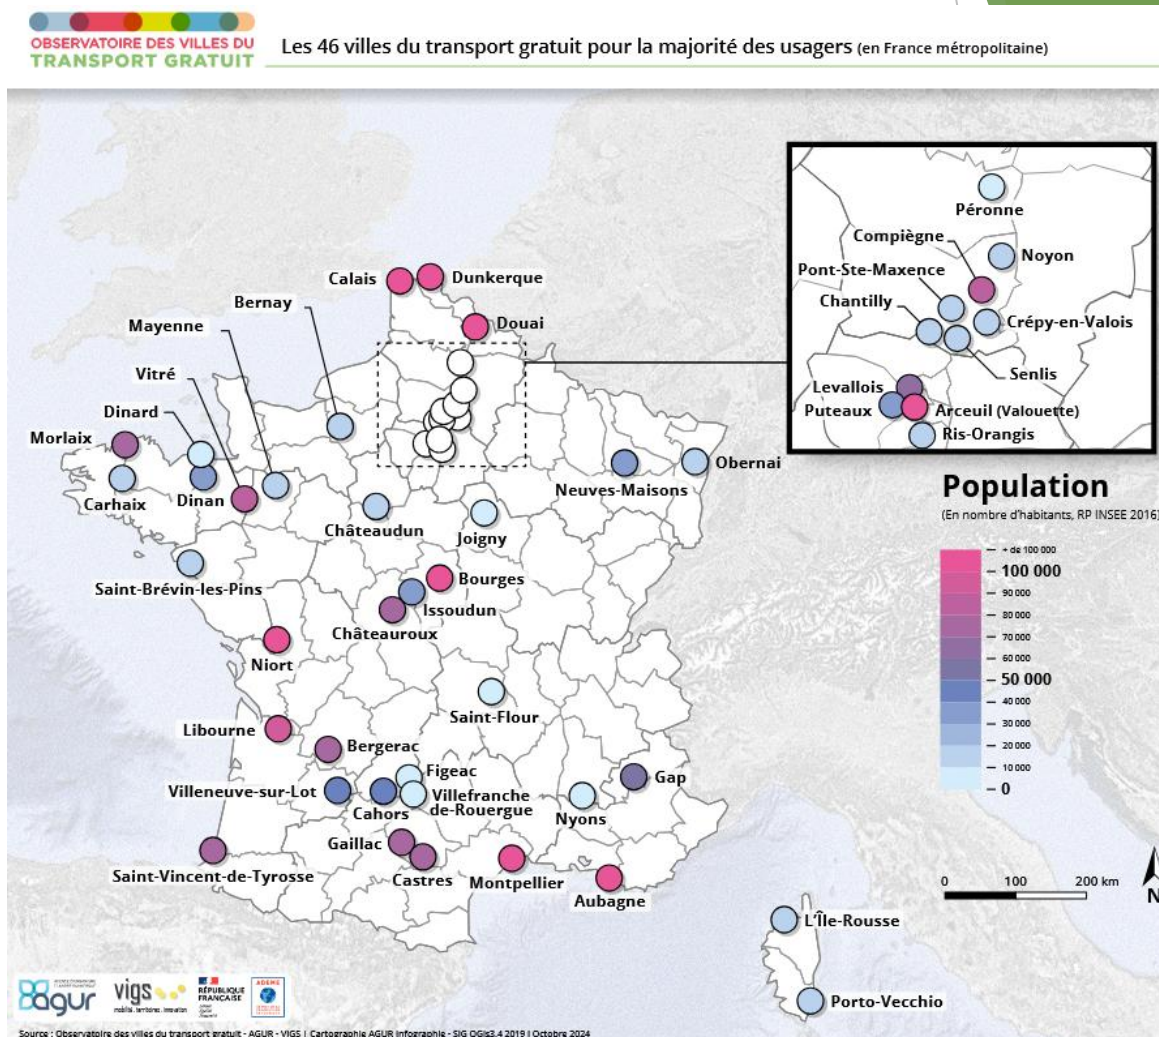 OBSERVATOIRE DES VILLES DU
TRANSPORT GRATUIT
Les 46 villes du transport gratuit pour la majorité des usagers (en France métropolitaine)
Péronne
Compiègne
Noyon
Pont-Ste-Maxence
Chantilly
Crépy-en-Valois
Senlis
Levallois
Puteaux
Arceuil (Valouette)
Ris-Orangis
Calais
Dunkerque
Bernay
Douai
Mayenne
Vitré
Dinard
Morlaix
Carhaix
Dinan
Obernai
Neuves-Maisons
Châteaudun
Joigny
Saint-Brévin-les-Pins
Bourges
Issoudun
Châteauroux
Niort
Saint-Flour
Libourne
Bergerac
Figeac
Gap
Villeneuve-sur-Lot
Villefranche
de-Rouergue
Cahors
Nyons
Gaillac
Saint-Vincent-de-Tyrosse
Castres
Montpellier
Aubagne
L'Île-Rousse
Porto-Vecchio
Population
(En nombre d'habitants, RP INSEE 2016)
+ de 100 000
100 000
90 000
80 000
70 000
60 000
50 000
40 000
30 000
20 000
10 000
0
0 100 200 km
N
agur
vigs
mobilité, territoires, innovation
RÉPUBLIQUE
FRANÇAISE
ADEME
Source : Observatoire des villes du transport gratuit - AGUR - VIGS | Cartographie AGUR Infographie - SIG QGis3.4 2019 | Octobre 2024